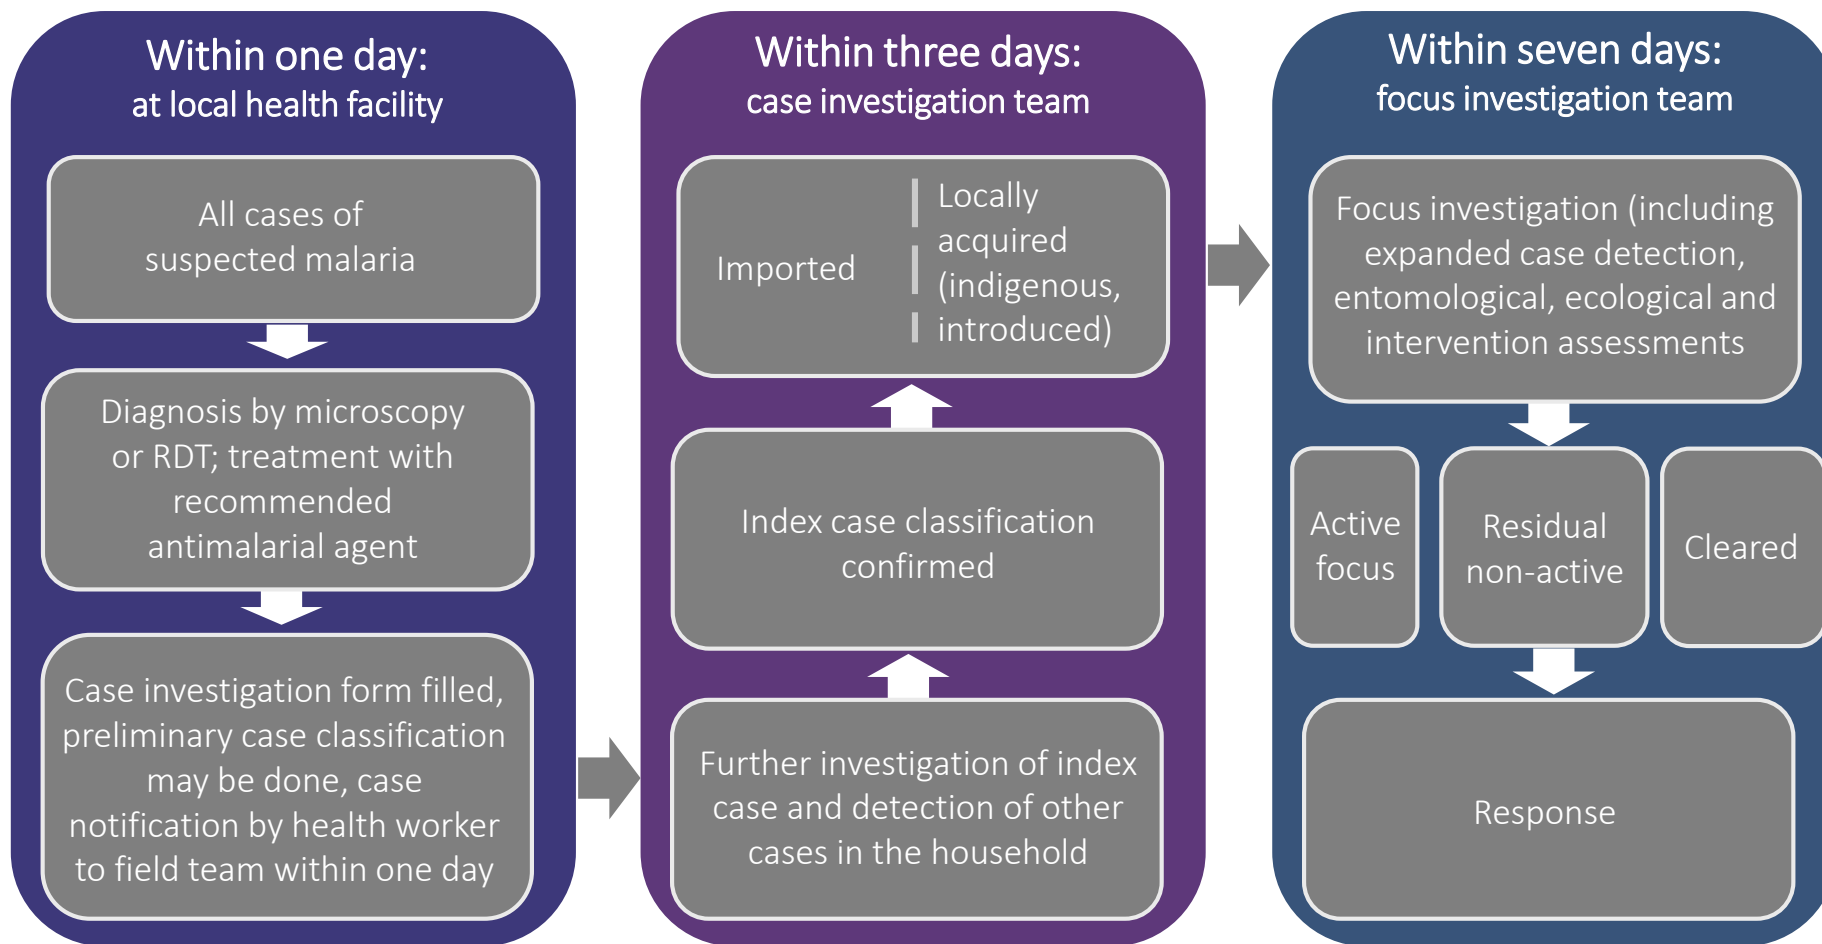 Within one day:
at local health facility
All cases of
suspected malaria
Diagnosis by microscopy
or RDT; treatment with
recommended
antimalarial agent
Case investigation form filled,
preliminary case classification
may be done, case
notification by health worker
to field team within one day
Within three days:
case investigation team
Imported
Locally
acquired
(indigenous,
introduced)
Index case classification
confirmed
Further investigation of index
case and detection of other
cases in the household
Within seven days:
focus investigation team
Focus investigation (including
expanded case detection,
entomological, ecological and
intervention assessments
Active
focus
Residual
non-active
Cleared
Response